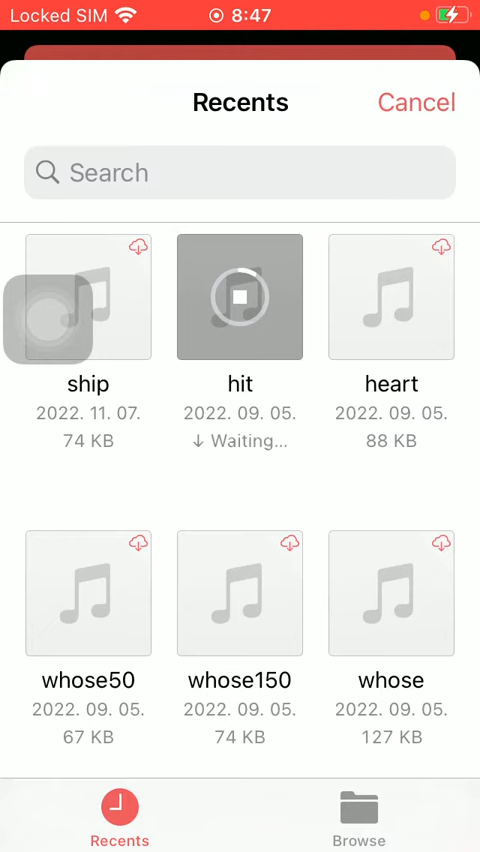 Locked SIM 8:47
Recents Cancel
Search
ship hit heart
2022. 11. 07. 2022. 09. 05. 2022. 09. 05.
74 KB ↓ Waiting... 88 KB
whose50 whose150 whose
2022. 09. 05. 2022. 09. 05. 2022. 09. 05.
67 KB 74 KB 127 KB
Recents Browse